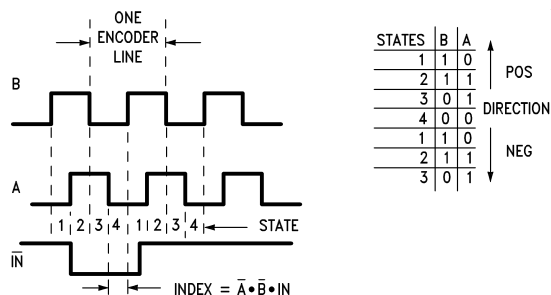 ONE
ENCODER
LINE
B
A
1 2 3 4 1 2 3 4 STATE
I̅N̅
INDEX = A̅•B̅•IN
STATES B A
1 1 0
2 1 1
3 0 1
4 0 0
1 1 0
2 1 1
3 0 1
POS
DIRECTION
NEG